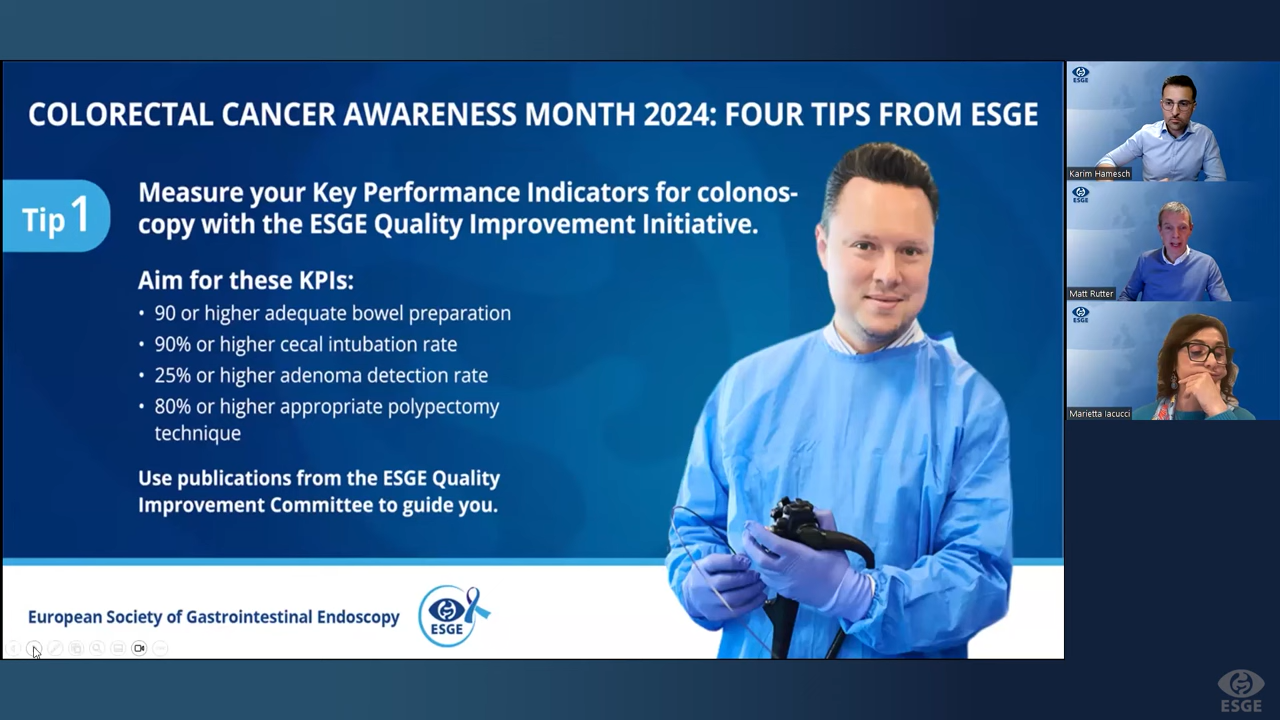 COLORECTAL CANCER AWARENESS MONTH 2024: FOUR TIPS FROM ESGE
Tip 1
Measure your Key Performance Indicators for colonos-
copy with the ESGE Quality Improvement Initiative.
Aim for these KPIs:
• 90 or higher adequate bowel preparation
• 90% or higher cecal intubation rate
• 25% or higher adenoma detection rate
• 80% or higher appropriate polypectomy
technique
Use publications from the ESGE Quality
Improvement Committee to guide you.
European Society of Gastrointestinal Endoscopy
ESGE
ESGE
Karim Hamesch
ESGE
Matt Rutter
ESGE
Marietta Iacucci
ESGE